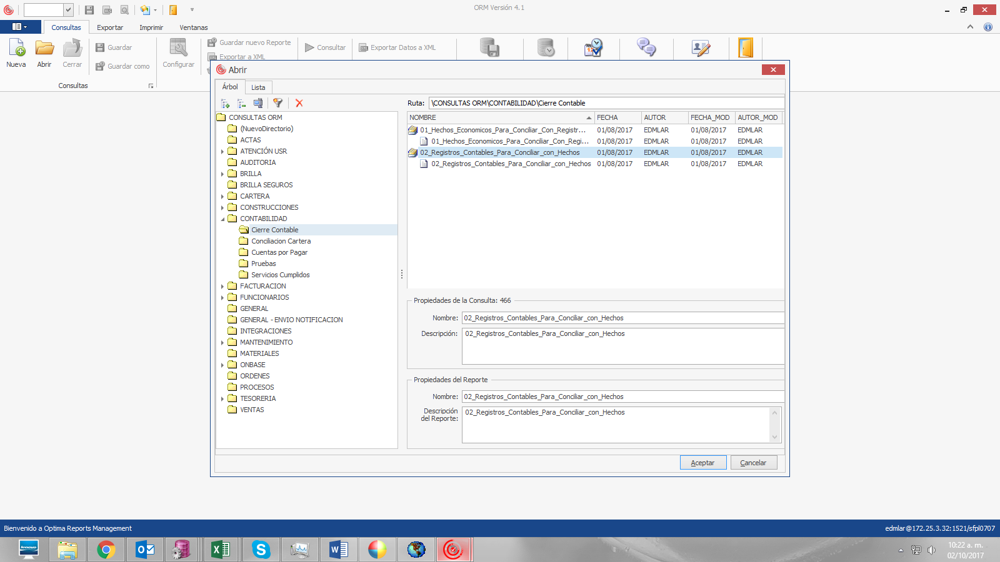 ORM Versión 4.1
Consultas Exportar Imprimir Ventanas
Nueva Abrir Cerrar
Guardar
Guardar como
Configurar
Guardar nuevo Reporte
Exportar a XML
Consultar
Exportar Datos a XML
Consultas
Abrir
Árbol Lista
CONSULTAS ORM
(NuevoDirectorio)
ACTAS
ATENCIÓN USR
AUDITORIA
BRILLA
BRILLA SEGUROS
CARTERA
CONSTRUCCIONES
CONTABILIDAD
Cierre Contable
Conciliacion Cartera
Cuentas por Pagar
Pruebas
Servicios Cumplidos
FACTURACION
FUNCIONARIOS
GENERAL
GENERAL - ENVIO NOTIFICACION
INTEGRACIONES
MANTENIMIENTO
MATERIALES
ONBASE
ORDENES
PROCESOS
TESORERIA
VENTAS
Ruta: \CONSULTAS ORM\CONTABILIDAD\Cierre Contable
NOMBRE FECHA AUTOR FECHA_MOD AUTOR_MOD
01_Hechos_Economicos_Para_Conciliar_Con_Registr... 01/08/2017 EDMLAR 01/08/2017 EDMLAR
01_Hechos_Economicos_Para_Conciliar_Con_Regi... 01/08/2017 EDMLAR 01/08/2017 EDMLAR
02_Registros_Contables_Para_Conciliar_con_Hechos 01/08/2017 EDMLAR 01/08/2017 EDMLAR
02_Registros_Contables_Para_Conciliar_con_Hechos 01/08/2017 EDMLAR 01/08/2017 EDMLAR
Propiedades de la Consulta: 466
Nombre: 02_Registros_Contables_Para_Conciliar_con_Hechos
Descripción: 02_Registros_Contables_Para_Conciliar_con_Hechos
Propiedades del Reporte
Nombre: 02_Registros_Contables_Para_Conciliar_con_Hechos
Descripción del Reporte: 02_Registros_Contables_Para_Conciliar_con_Hechos
Aceptar Cancelar
Bienvenido a Optima Reports Management
edmlar@172.25.3.32:1521/sfpl0707
lenovo
10:22 a. m.
02/10/2017